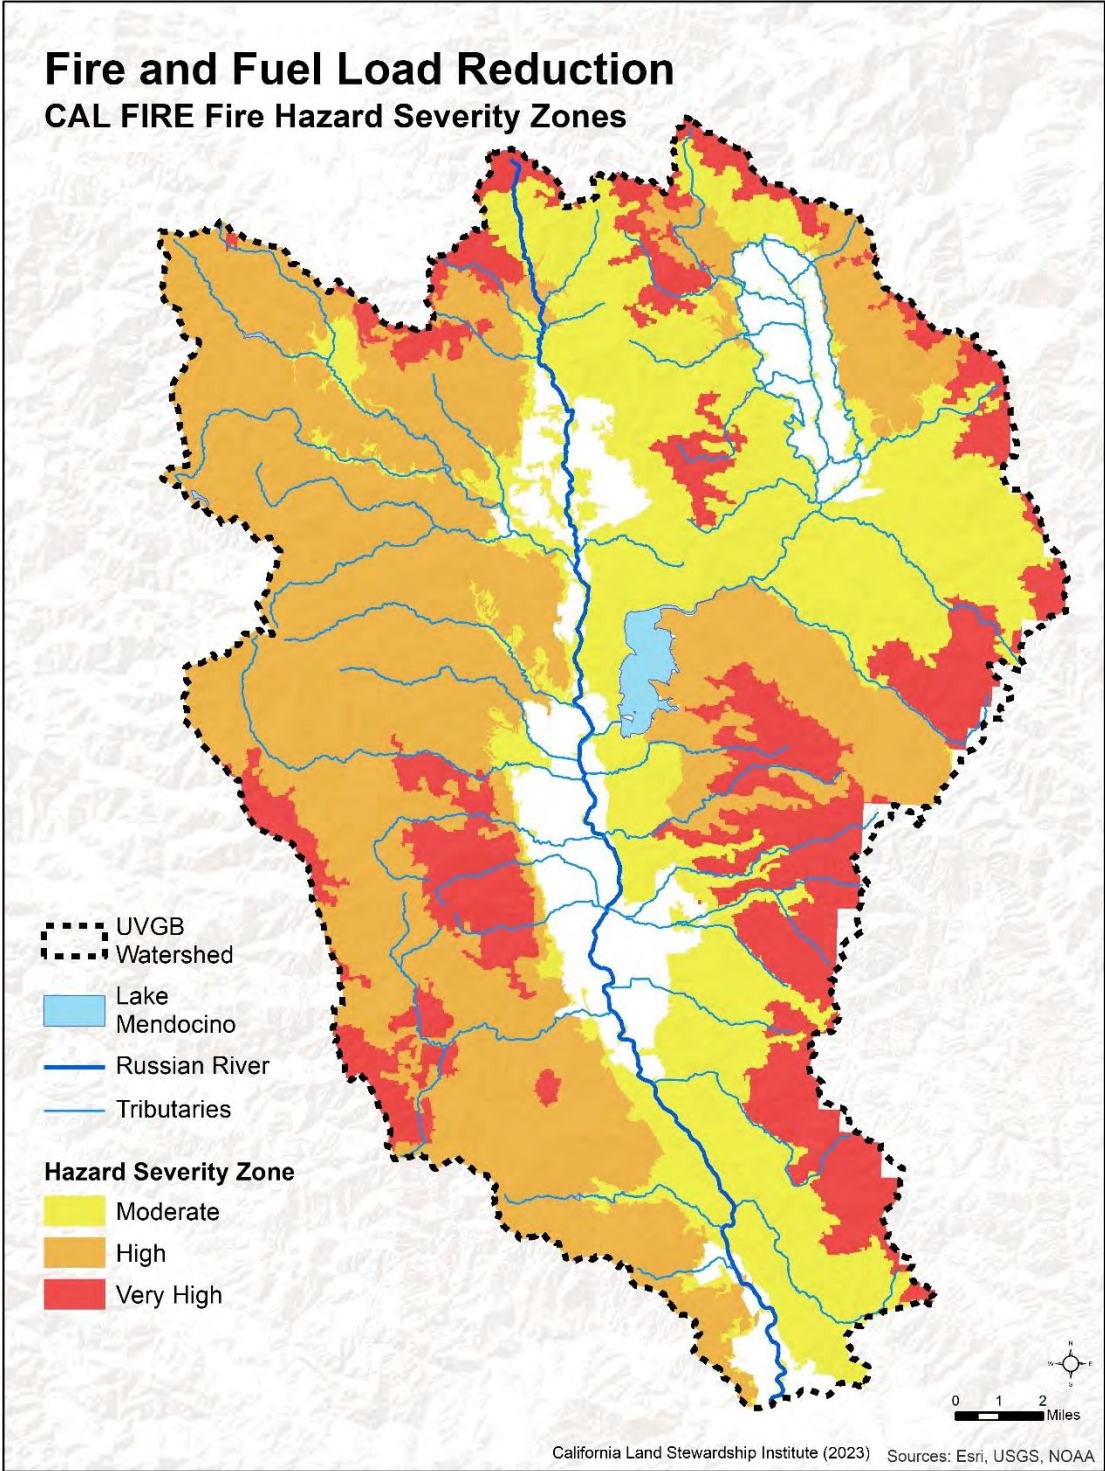 Fire and Fuel Load Reduction
CAL FIRE Fire Hazard Severity Zones
UVGB
Watershed
Lake
Mendocino
Russian River
Tributaries
Hazard Severity Zone
Moderate
High
Very High
N
W E
S
0 1 2
Miles
California Land Stewardship Institute (2023) Sources: Esri, USGS, NOAA